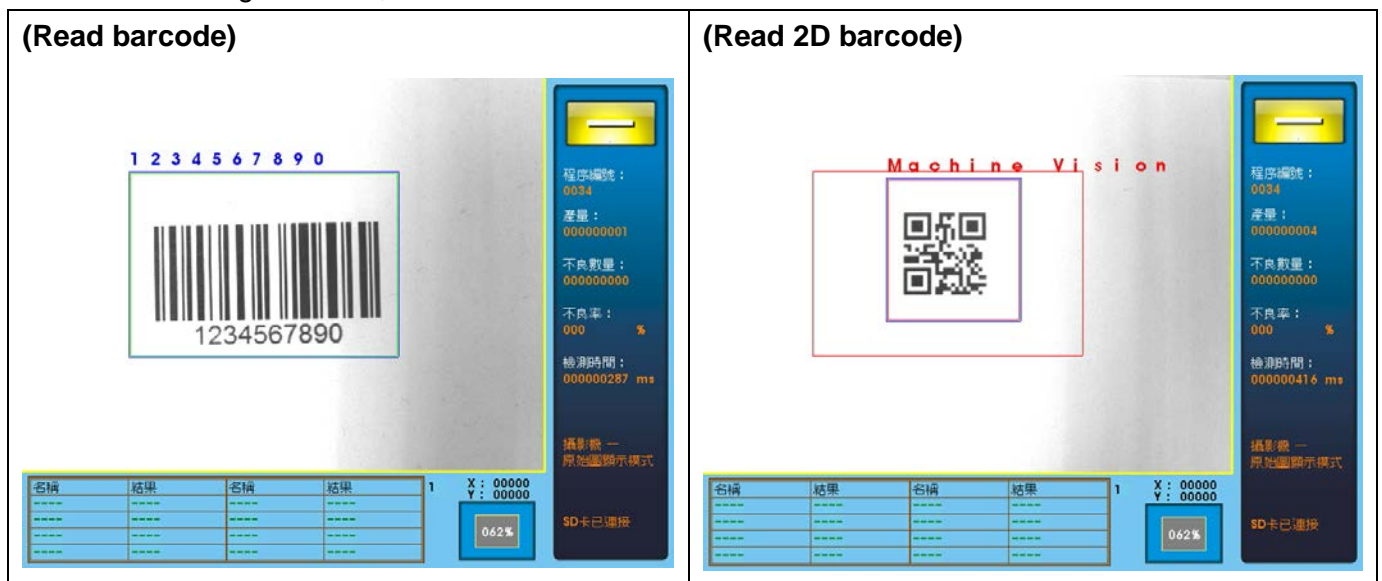 (Read barcode)
1 2 3 4 5 6 7 8 9 0
1234567890
程序編號：
0034
產量：
000000001
不良數量：
000000000
不良率：
000 %
檢測時間：
000000287 ms
攝影機 一
原始圖顯示模式
SD卡已連接
名稱 結果 名稱 結果
---- ---- ---- ----
---- ---- ---- ----
---- ---- ---- ----
---- ---- ---- ----
1
X：00000
Y：00000
062%
(Read 2D barcode)
Machine Vision
程序編號：
0034
產量：
000000004
不良數量：
000000000
不良率：
000 %
檢測時間：
000000416 ms
攝影機 一
原始圖顯示模式
SD卡已連接
名稱 結果 名稱 結果
---- ---- ---- ----
---- ---- ---- ----
---- ---- ---- ----
---- ---- ---- ----
1
X：00000
Y：00000
062%